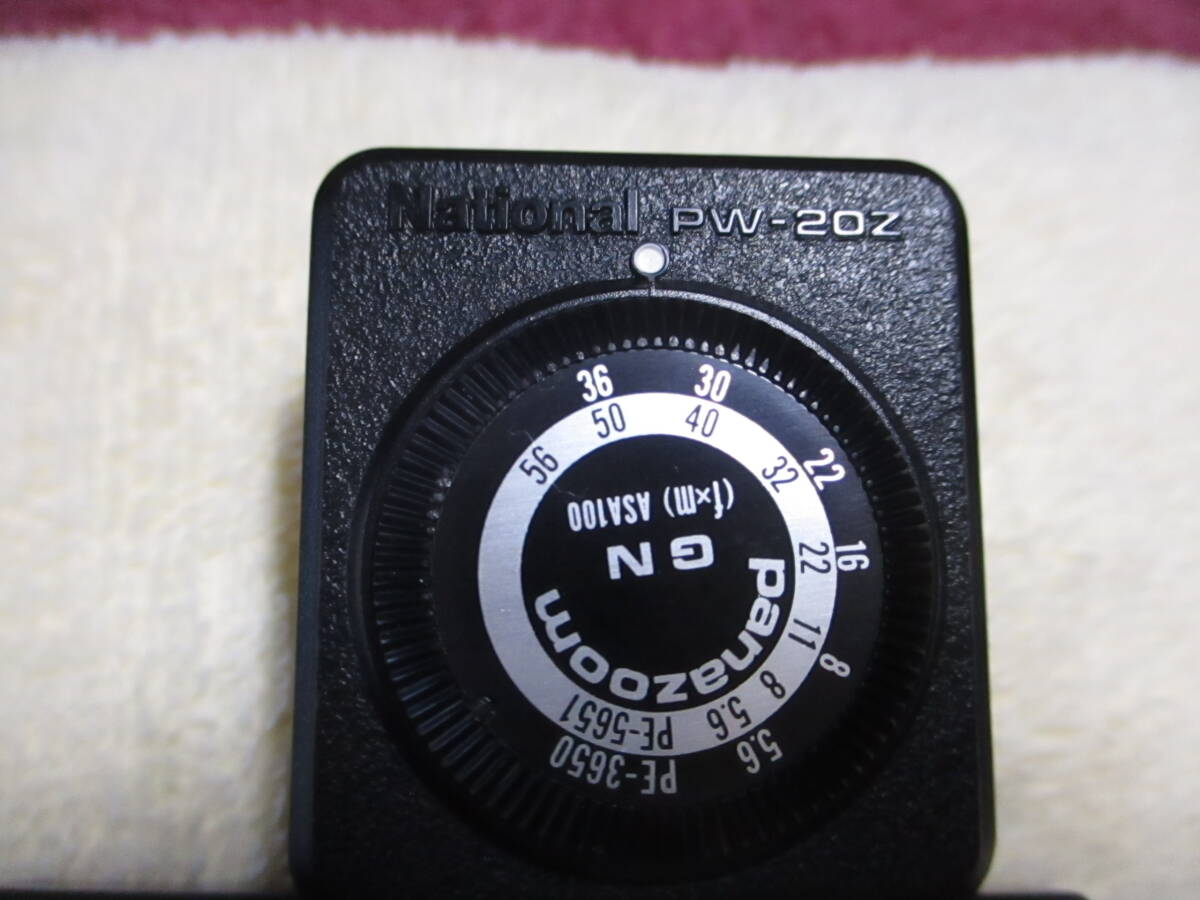 National PW-20Z
36 30 22 16 8 5.6
56 50 40 32 22 11 8 5.6
GN
(f×m) ASA100
panazoom
PE-5651
PE-3650